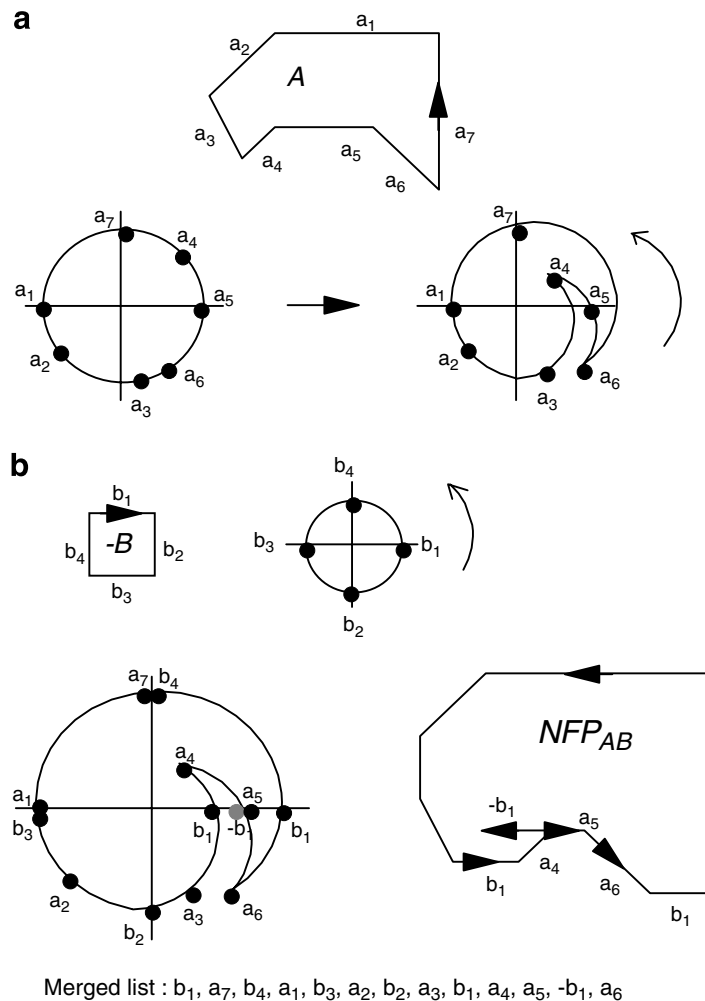 a
a₁
a₂
A
a₃
a₄
a₅
a₆
a₇
a₇
a₄
a₁
a₅
a₂
a₆
a₃
a₇
a₄
a₁
a₅
a₂
a₃
a₆
b
b₁
b₄
-B
b₂
b₃
b₄
b₃
b₁
b₂
a₇ b₄
a₄
a₁
a₅
b₃
b₁
-b₁
b₁
a₂
a₃
a₆
b₂
NFP_AB
-b₁
a₅
a₄
b₁
a₆
b₁
Merged list : b₁, a₇, b₄, a₁, b₃, a₂, b₂, a₃, b₁, a₄, a₅, -b₁, a₆